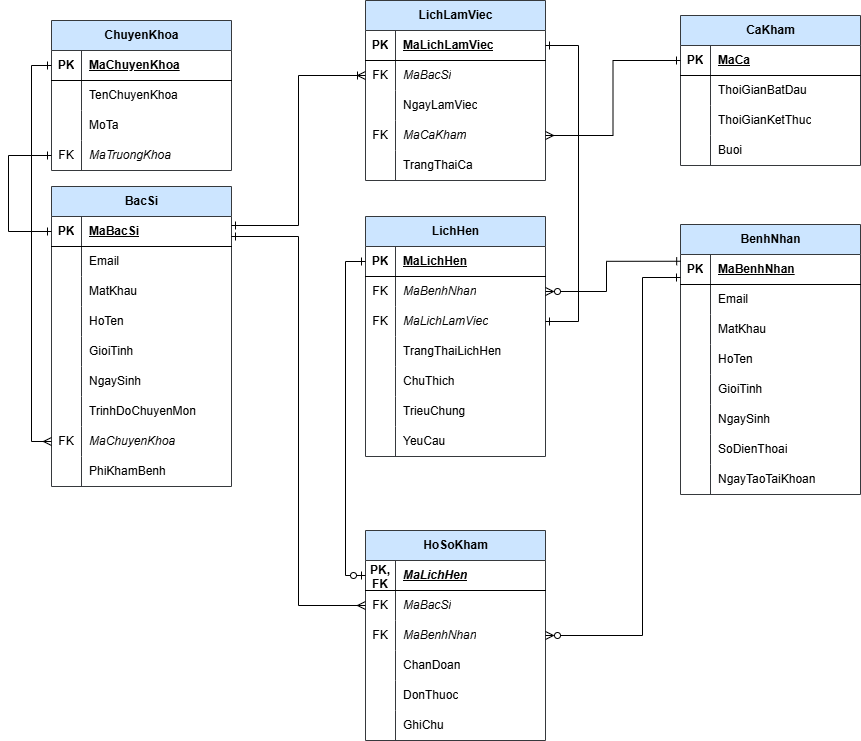 ChuyenKhoa
PK MaChuyenKhoa
TenChuyenKhoa
MoTa
FK MaTruongKhoa
BacSi
PK MaBacSi
Email
MatKhau
HoTen
GioiTinh
NgaySinh
TrinhDoChuyenMon
FK MaChuyenKhoa
PhiKhamBenh
LichLamViec
PK MaLichLamViec
FK MaBacSi
NgayLamViec
FK MaCaKham
TrangThaiCa
LichHen
PK MaLichHen
FK MaBenhNhan
FK MaLichLamViec
TrangThaiLichHen
ChuThich
TrieuChung
YeuCau
HoSoKham
PK,
FK MaLichHen
FK MaBacSi
FK MaBenhNhan
ChanDoan
DonThuoc
GhiChu
CaKham
PK MaCa
ThoiGianBatDau
ThoiGianKetThuc
Buoi
BenhNhan
PK MaBenhNhan
Email
MatKhau
HoTen
GioiTinh
NgaySinh
SoDienThoai
NgayTaoTaiKhoan